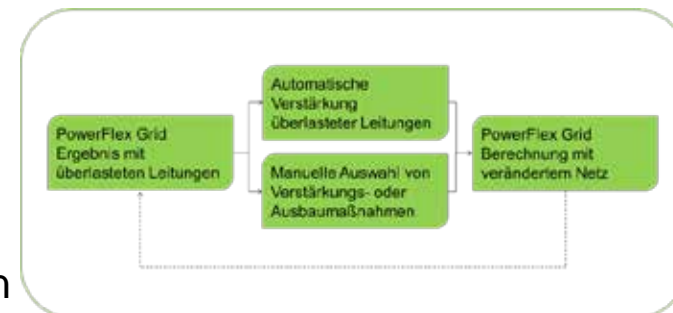 PowerFlex Grid
Ergebnis mit
überlasteten Leitungen
Automatische
Verstärkung
überlasteter Leitungen
Manuelle Auswahl von
Verstärkungs- oder
Ausbaumaßnahmen
PowerFlex Grid
Berechnung mit
verändertem Netz
n